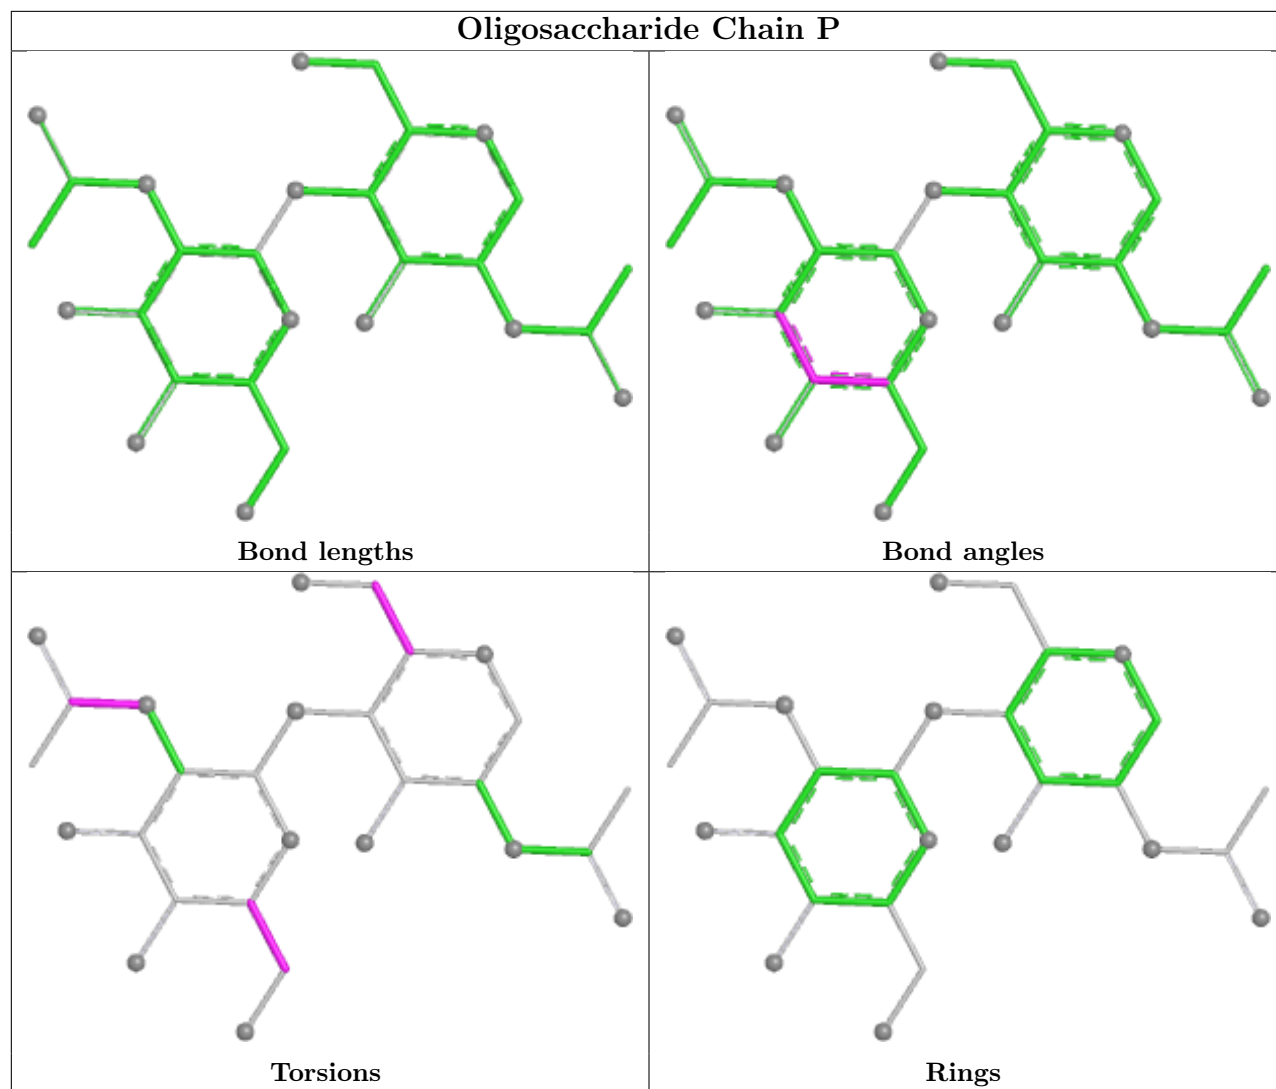 Oligosaccharide Chain P
Bond lengths
Bond angles
Torsions
Rings